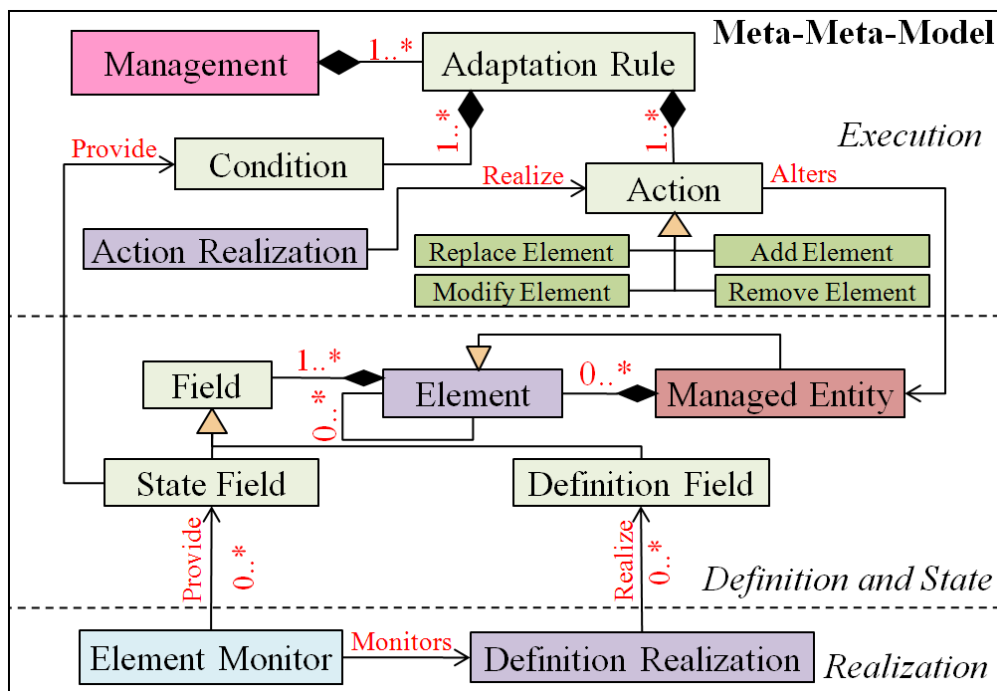 Meta-Meta-Model
Management
1..*
Adaptation Rule
1..*
1..*
Execution
Provide
Condition
Realize
Action
Alters
Action Realization
Replace Element
Add Element
Modify Element
Remove Element
Field
1..*
Element
0..*
0..*
Managed Entity
State Field
Definition Field
Provide
0..*
Realize
0..*
Definition and State
Element Monitor
Monitors
Definition Realization
Realization